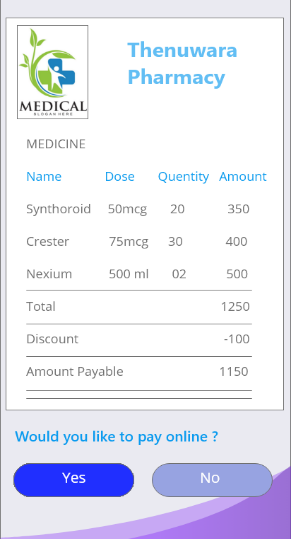 Thenuwara
Pharmacy
MEDICAL
SLOGAN HERE
MEDICINE
Name Dose Quentity Amount
Synthoroid 50mcg 20 350
Crester 75mcg 30 400
Nexium 500 ml 02 500
Total 1250
Discount -100
Amount Payable 1150
Would you like to pay online ?
Yes No